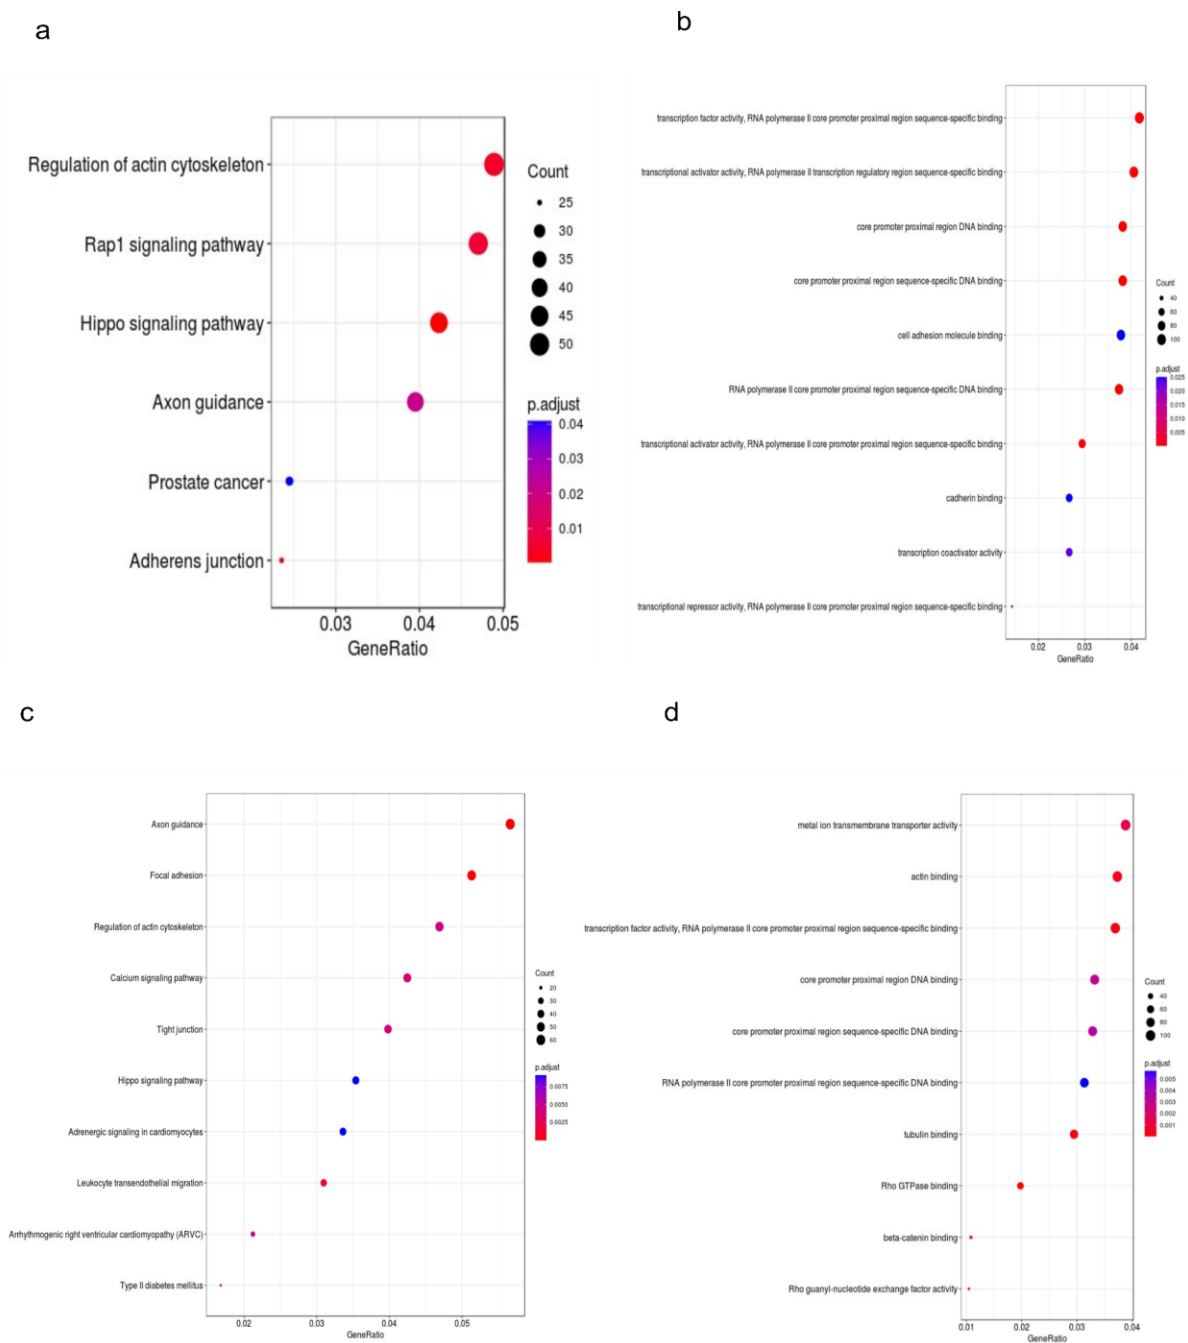 a
Regulation of actin cytoskeleton
Rap1 signaling pathway
Hippo signaling pathway
Axon guidance
Prostate cancer
Adherens junction
0.03 0.04 0.05
GeneRatio
Count
25
30
35
40
45
50
p.adjust
0.04
0.03
0.02
0.01
b
transcription factor activity, RNA polymerase II core promoter proximal region sequence-specific binding
transcriptional activator activity, RNA polymerase II transcription regulatory region sequence-specific binding
core promoter proximal region DNA binding
core promoter proximal region sequence-specific DNA binding
cell adhesion molecule binding
RNA polymerase II core promoter proximal region sequence-specific DNA binding
transcriptional activator activity, RNA polymerase II core promoter proximal region sequence-specific binding
cadherin binding
transcription coactivator activity
transcriptional repressor activity, RNA polymerase II core promoter proximal region sequence-specific binding
0.02 0.03 0.04
GeneRatio
Count
40
60
80
100
p.adjust
0.025
0.020
0.015
0.010
0.005
c
Axon guidance
Focal adhesion
Regulation of actin cytoskeleton
Calcium signaling pathway
Tight junction
Hippo signaling pathway
Adrenergic signaling in cardiomyocytes
Leukocyte transendothelial migration
Arrhythmogenic right ventricular cardiomyopathy (ARVC)
Type II diabetes mellitus
0.02 0.03 0.04 0.05
GeneRatio
Count
20
30
40
50
60
p.adjust
0.0075
0.0050
0.0025
d
metal ion transmembrane transporter activity
actin binding
transcription factor activity, RNA polymerase II core promoter proximal region sequence-specific binding
core promoter proximal region DNA binding
core promoter proximal region sequence-specific DNA binding
RNA polymerase II core promoter proximal region sequence-specific DNA binding
tubulin binding
Rho GTPase binding
beta-catenin binding
Rho guanyl-nucleotide exchange factor activity
0.01 0.02 0.03 0.04
GeneRatio
Count
40
60
80
100
p.adjust
0.005
0.004
0.003
0.002
0.001